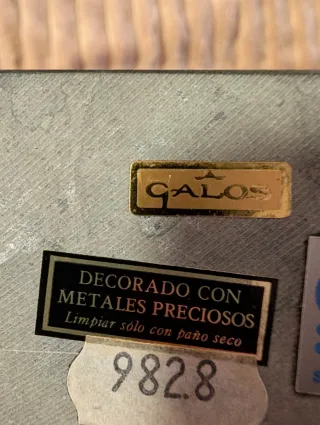 GALOS
DECORADO CON
METALES PRECIOSOS
Limpiar sólo con paño seco
982.8